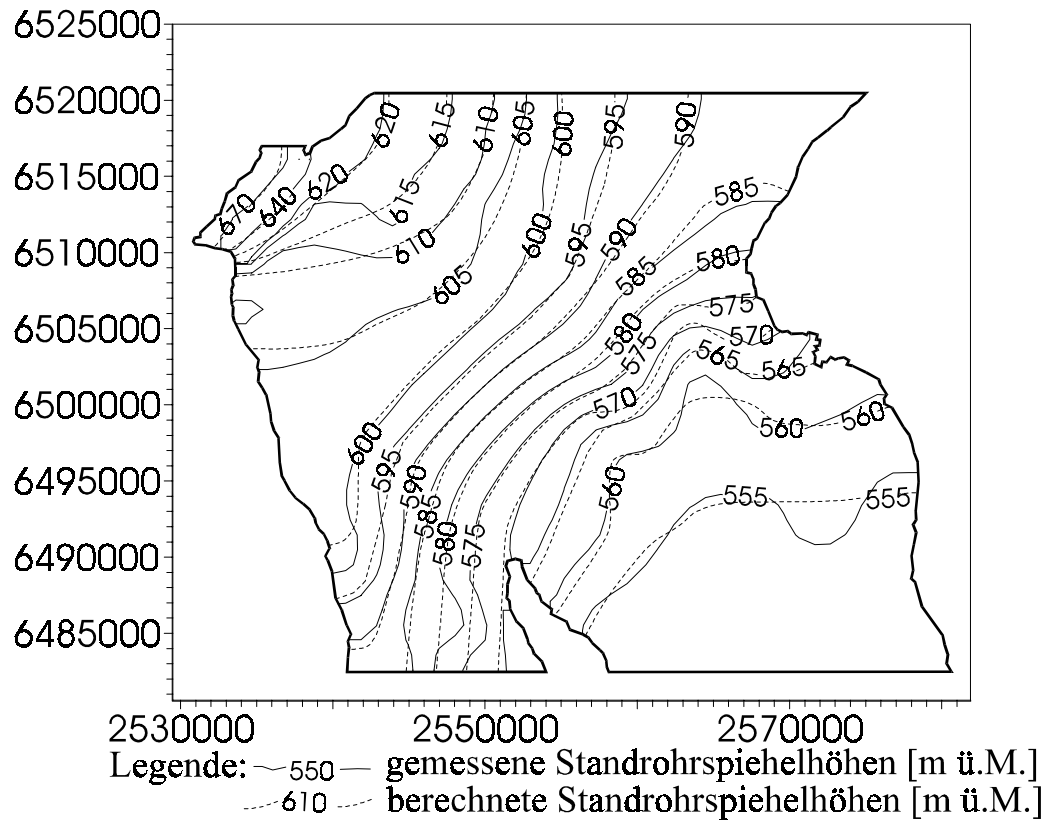 6525000
6520000
6515000
6510000
6505000
6500000
6495000
6490000
6485000
620 615 610 605 600 595 590
670 640 620 615 585
600 595 590 610 580
605 585 575
580 575 570
565 565
570 560 560
600 595 590 560
585 555 555
580 575
2530000 2550000 2570000
Legende: 550 gemessene Standrohrspiehelhöhen [m ü.M.]
610 berechnete Standrohrspiehelhöhen [m ü.M.]